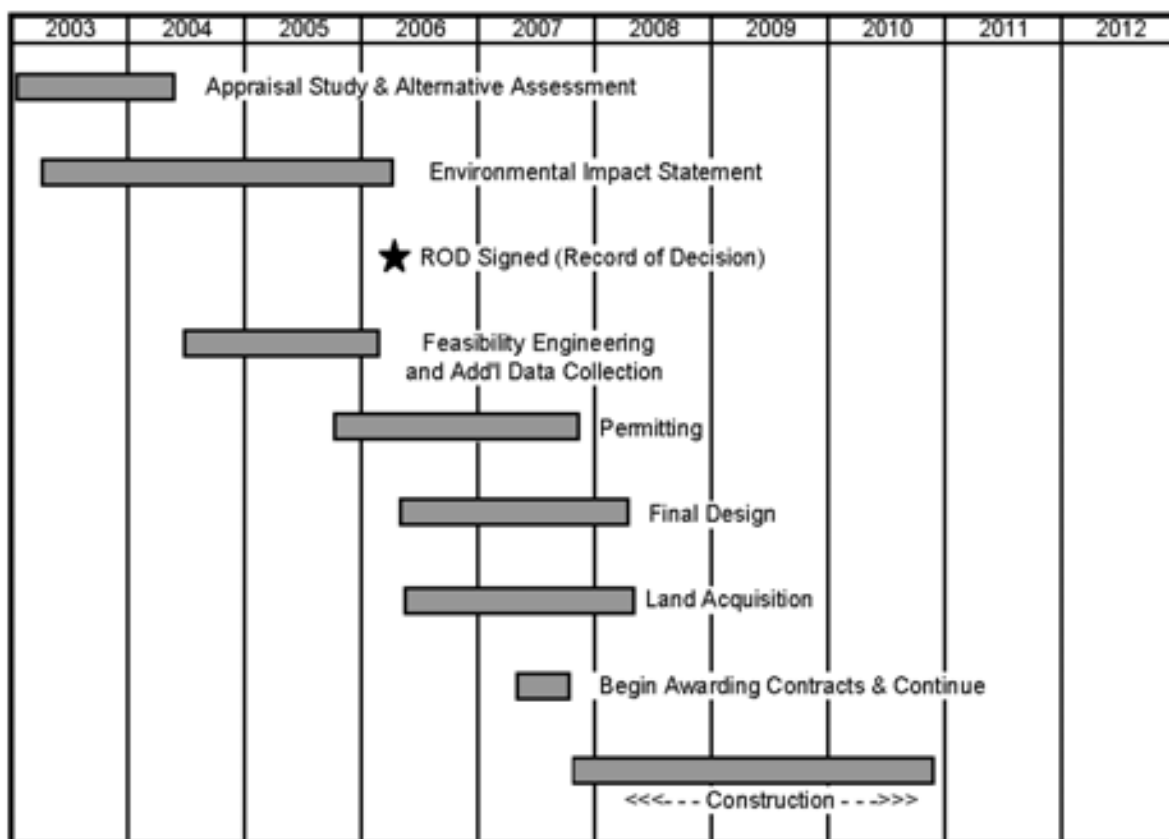 2003 2004 2005 2006 2007 2008 2009 2010 2011 2012
Appraisal Study & Alternative Assessment
Environmental Impact Statement
ROD Signed (Record of Decision)
Feasibility Engineering
and Add'l Data Collection
Permitting
Final Design
Land Acquisition
Begin Awarding Contracts & Continue
<<<- - - Construction - - ->>>